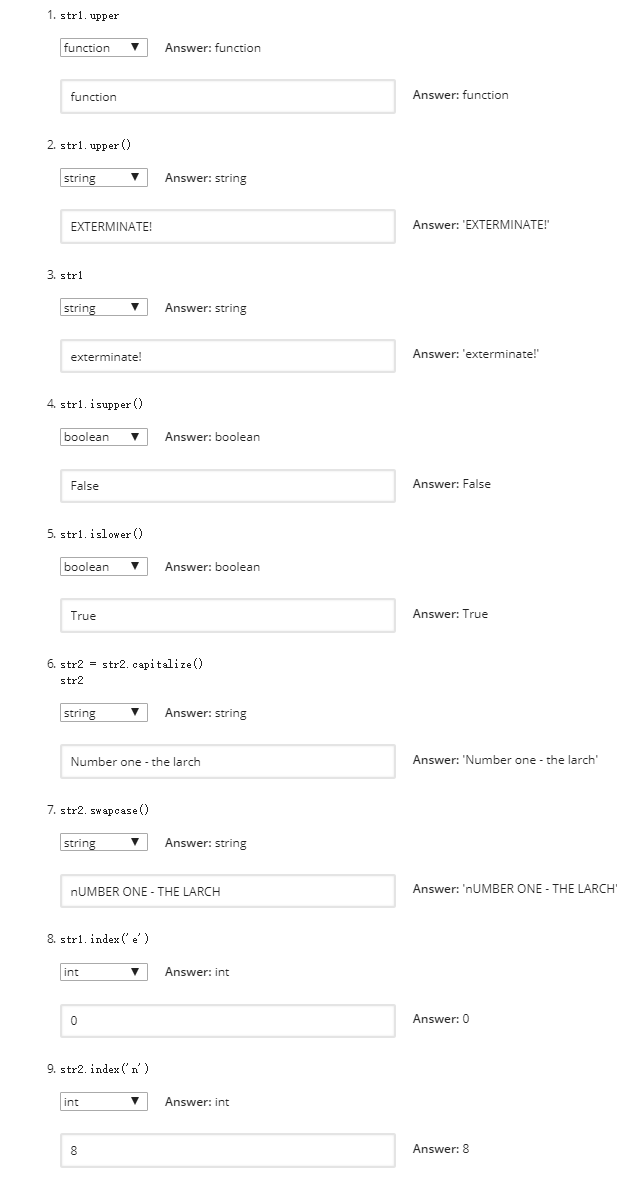 1. str1.upper
function ▼ Answer: function
function Answer: function
2. str1.upper()
string ▼ Answer: string
EXTERMINATE! Answer: 'EXTERMINATE!'
3. str1
string ▼ Answer: string
exterminate! Answer: 'exterminate!'
4. str1.isupper()
boolean ▼ Answer: boolean
False Answer: False
5. str1.islower()
boolean ▼ Answer: boolean
True Answer: True
6. str2 = str2.capitalize()
str2
string ▼ Answer: string
Number one - the larch Answer: 'Number one - the larch'
7. str2.swapcase()
string ▼ Answer: string
nUMBER ONE - THE LARCH Answer: 'nUMBER ONE - THE LARCH'
8. str1.index('e')
int ▼ Answer: int
0 Answer: 0
9. str2.index('n')
int ▼ Answer: int
8 Answer: 8